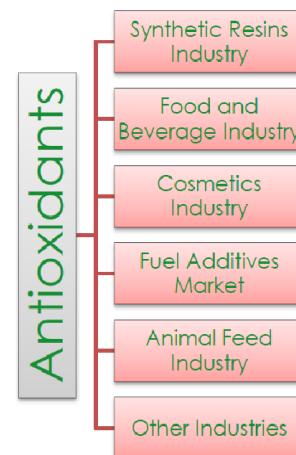 Antioxidants
Synthetic Resins
Industry
Food and
Beverage Industry
Cosmetics
Industry
Fuel Additives
Market
Animal Feed
Industry
Other Industries